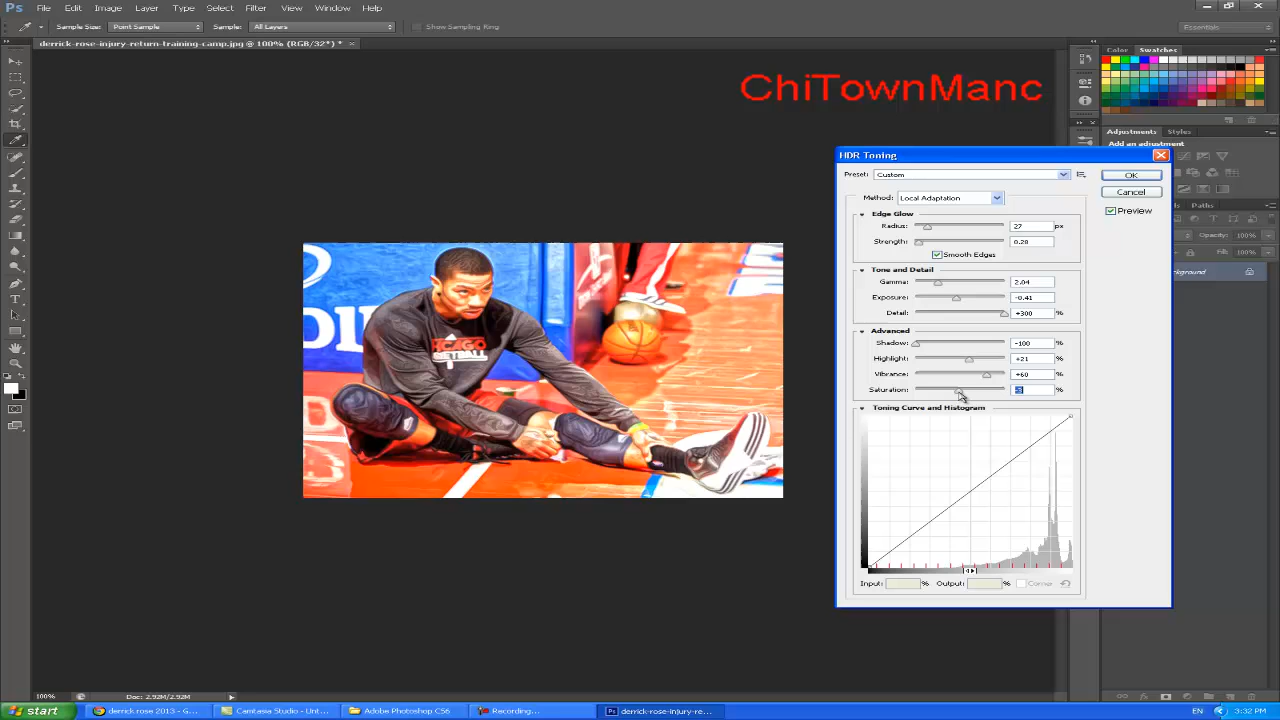 Ps File Edit Image Layer Type Select Filter View Window Help
Sample Size: Point Sample Sample: All Layers Show Sampling Ring Essentials
derrick-rose-injury-return-training-camp.jpg @ 100% (RGB/32*) * ×
Color Swatches
ChiTownManc
Adjustments Styles
Add an adjustment
HDR Toning
Preset: Custom OK
Cancel
Method: Local Adaptation
Preview
Paths
Edge Glow
Radius: 27 px
Strength: 0.28
Smooth Edges
Opacity: 100%
Fill: 100%
Tone and Detail
Gamma: 2.04
Exposure: -0.41
Detail: +300 %
Advanced
Shadow: -100 %
Highlight: +21 %
Vibrance: +60 %
Saturation: %
Toning Curve and Histogram
Input: % Output: % Corner
100% Doc: 2.92M/2.92M
start derrick rose 2013 - G... Camtasia Studio - Unt... Adobe Photoshop CS6 Recording... derrick-rose-injury-re... EN 3:32 PM